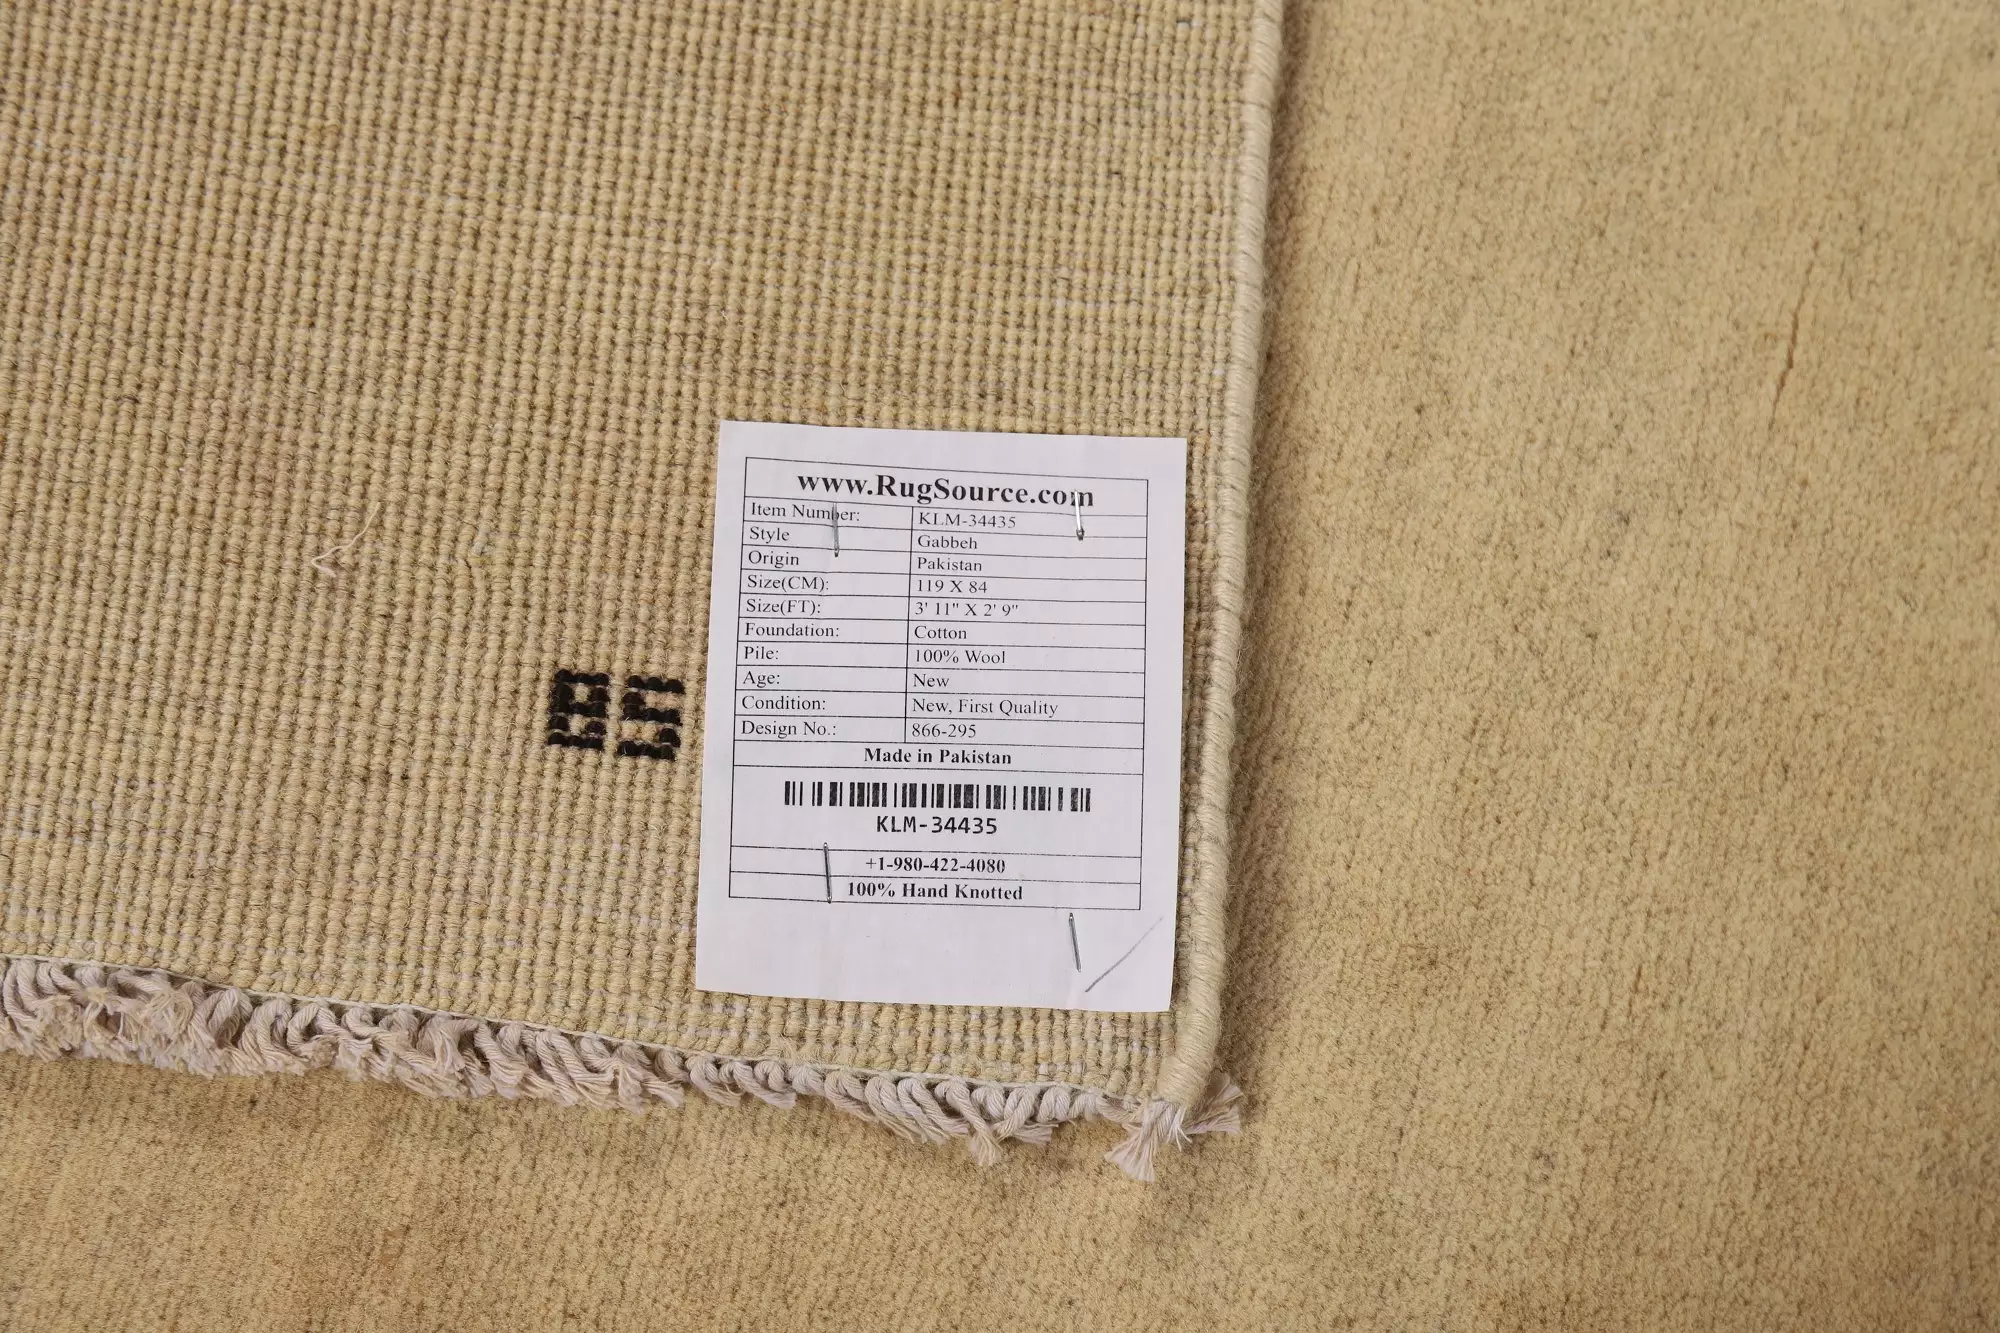 www.RugSource.com
Item Number: KLM-34435
Style Gabbeh
Origin Pakistan
Size(CM): 119 X 84
Size(FT): 3' 11" X 2' 9"
Foundation: Cotton
Pile: 100% Wool
Age: New
Condition: New, First Quality
Design No.: 866-295
Made in Pakistan
KLM-34435
+1-980-422-4080
100% Hand Knotted